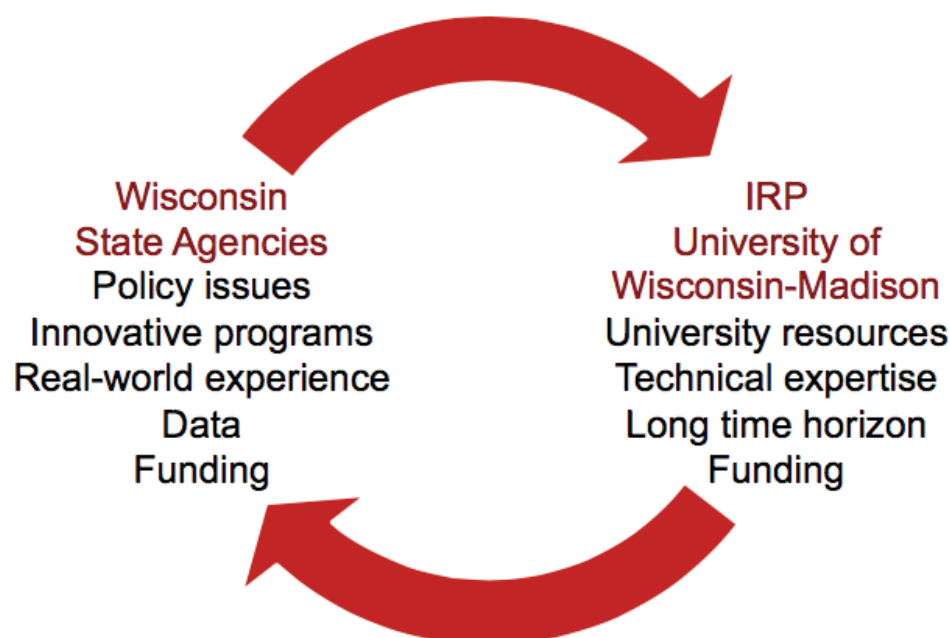 Wisconsin
State Agencies
Policy issues
Innovative programs
Real-world experience
Data
Funding
IRP
University of
Wisconsin-Madison
University resources
Technical expertise
Long time horizon
Funding